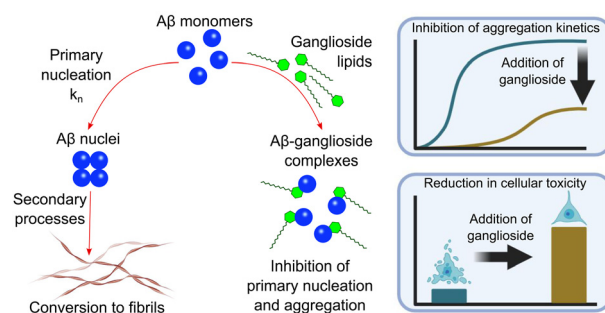 Aβ monomers
Primary
nucleation
kn
Ganglioside
lipids
Aβ nuclei
Secondary
processes
Conversion to fibrils
Aβ-ganglioside
complexes
Inhibition of
primary nucleation
and aggregation
Inhibition of aggregation kinetics
Addition of
ganglioside
Reduction in cellular toxicity
Addition of
ganglioside